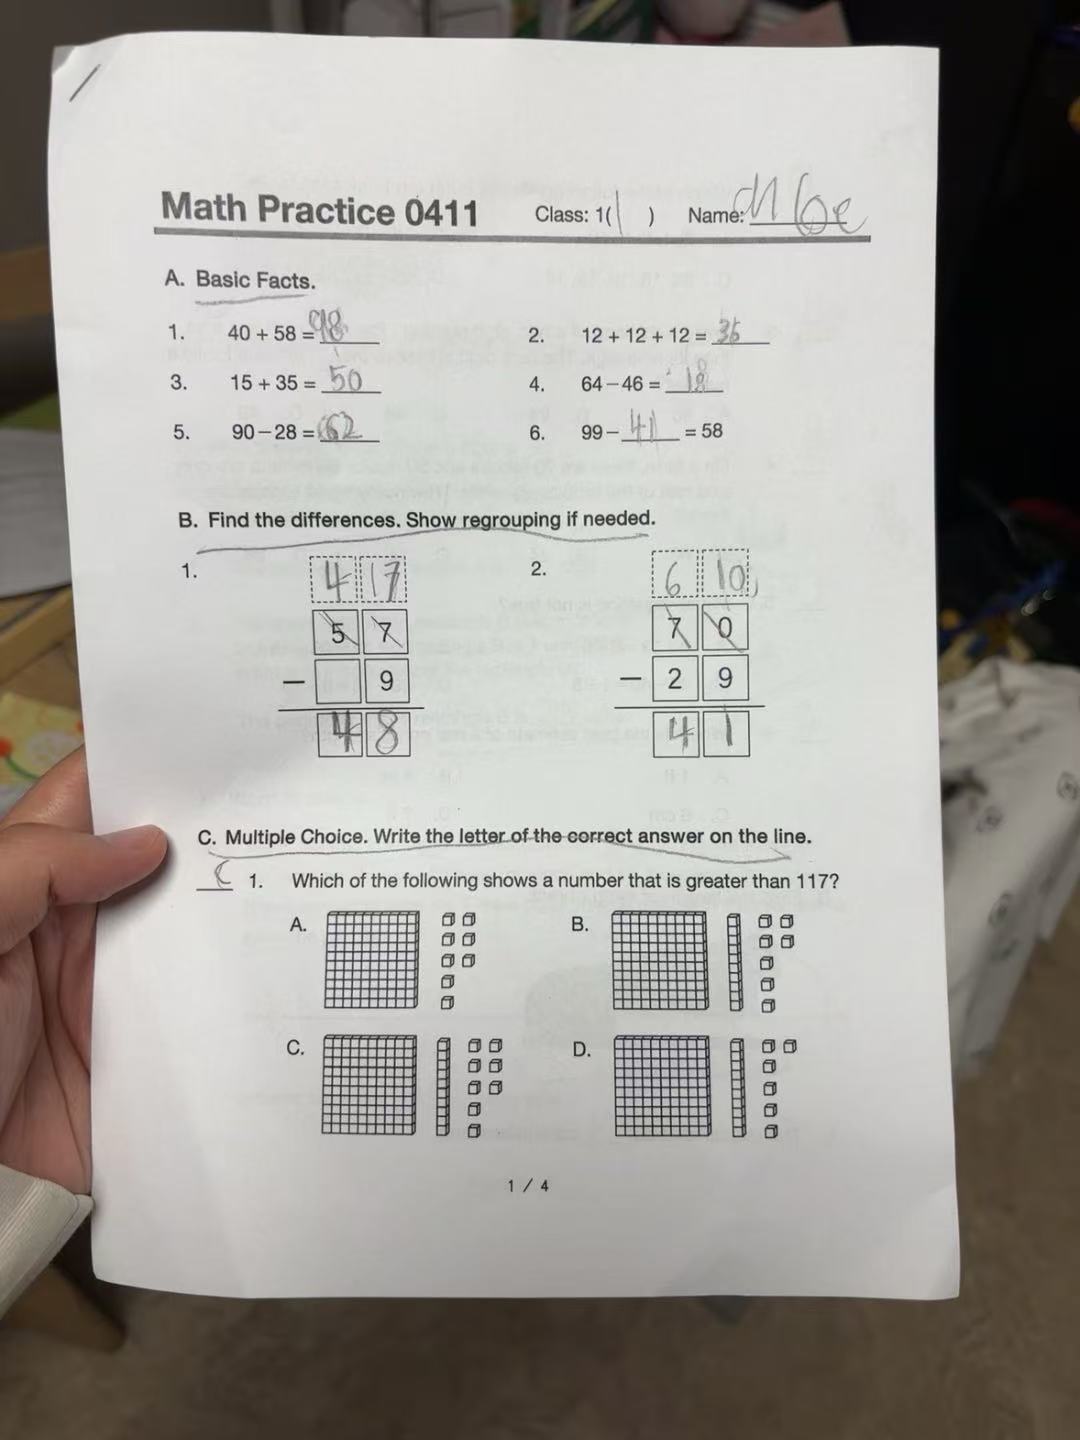 Math Practice 0411 Class: 1(1 ) Name:
A. Basic Facts.
1. 40 + 58 = 98 2. 12 + 12 + 12 = 36
3. 15 + 35 = 50 4. 64 - 46 = 18
5. 90 - 28 = 62 6. 99 - 41 = 58
B. Find the differences. Show regrouping if needed.
1. 2.
4 17 6 10
5 7 7 0
- 9 - 2 9
4 8 4 1
C. Multiple Choice. Write the letter of the correct answer on the line.
C 1. Which of the following shows a number that is greater than 117?
A. B.
C. D.
1 / 4